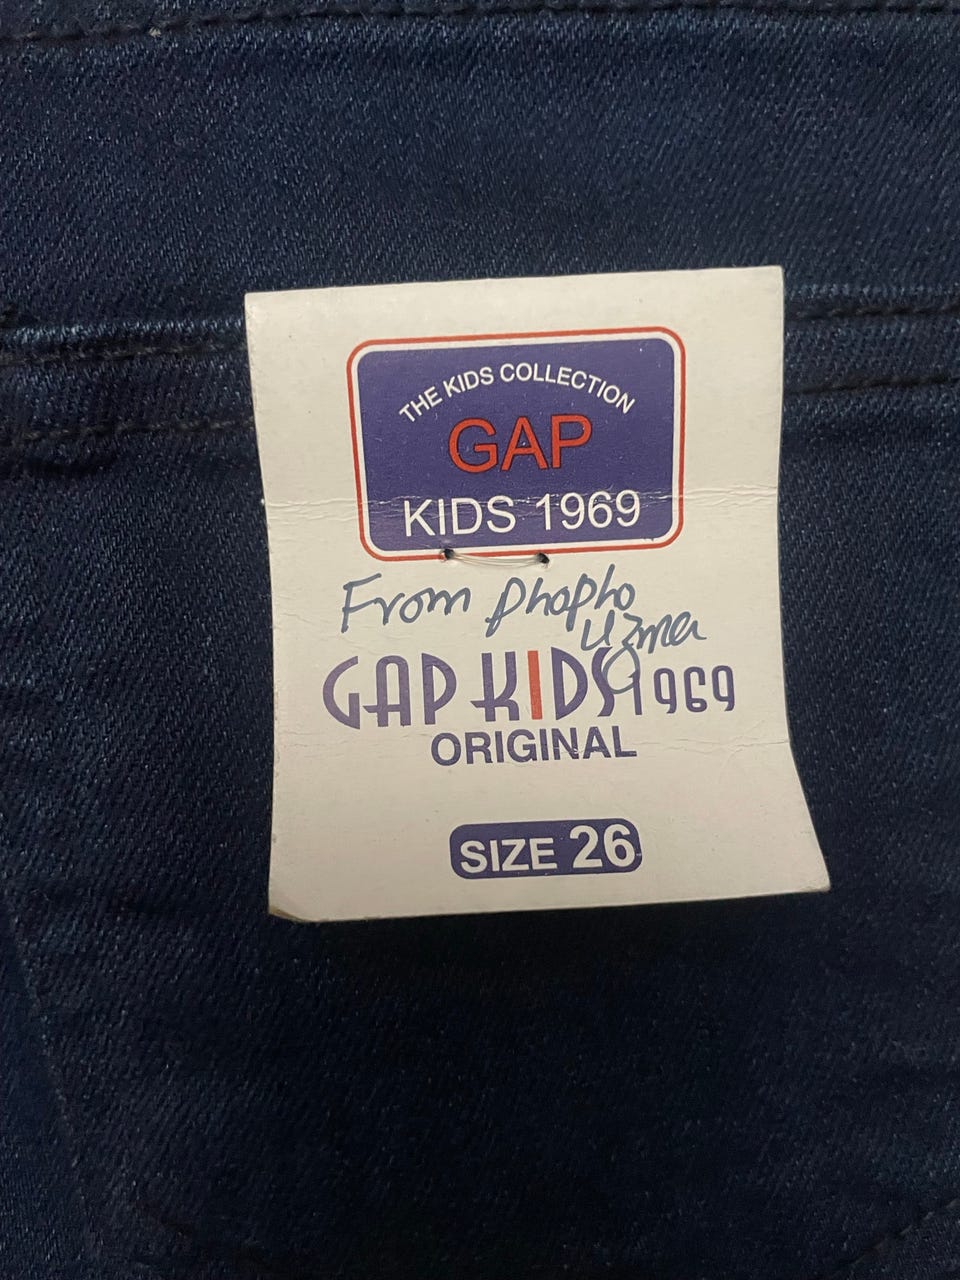 THE KIDS COLLECTION
GAP
KIDS 1969
From phopho
uzma
GAP KIDS 1969
ORIGINAL
SIZE 26